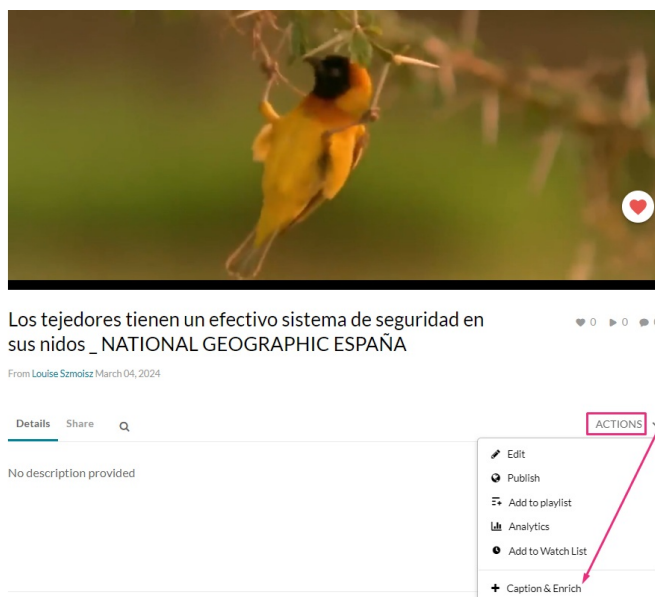 Los tejedores tienen un efectivo sistema de seguridad en
sus nidos _ NATIONAL GEOGRAPHIC ESPAÑA
0 0
From Louise Szmoisz March 04, 2024
Details Share
ACTIONS
No description provided
Edit
Publish
Add to playlist
Analytics
Add to Watch List
Caption & Enrich